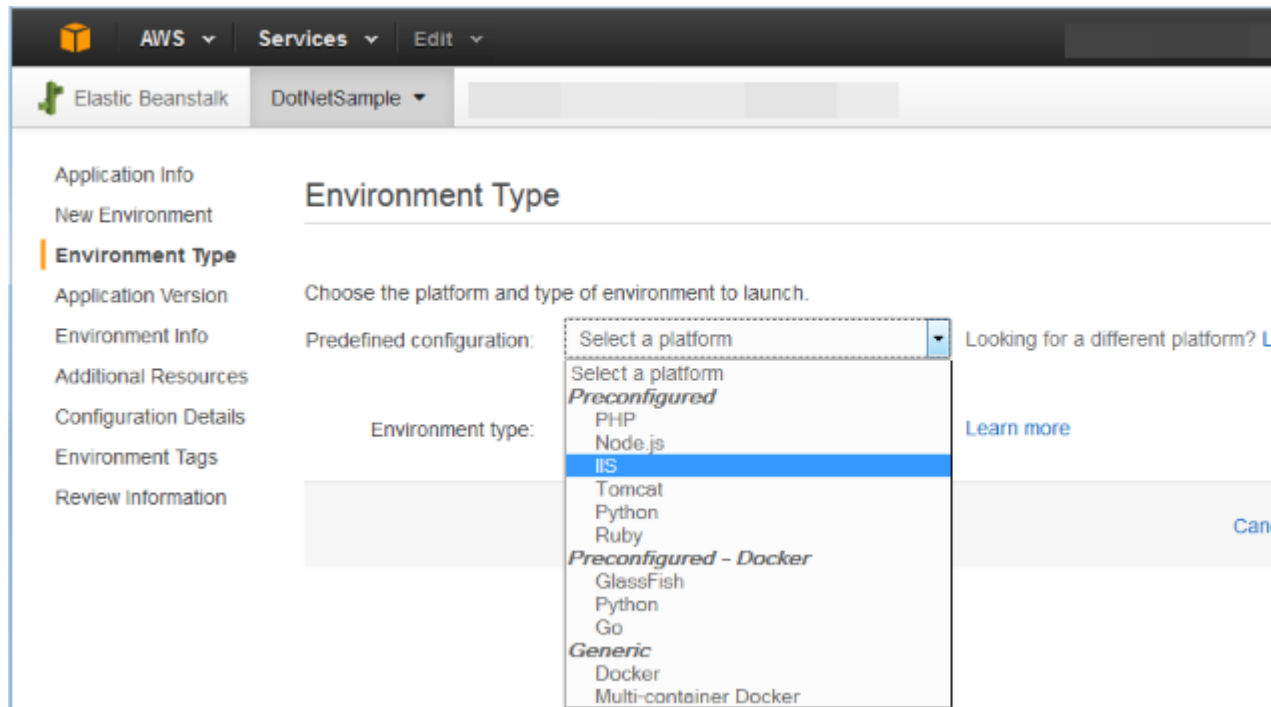 AWS Services Edit
Elastic Beanstalk DotNetSample
Application Info
New Environment
Environment Type
Application Version
Environment Info
Additional Resources
Configuration Details
Environment Tags
Review Information
Environment Type
Choose the platform and type of environment to launch.
Predefined configuration: Select a platform Looking for a different platform?
Select a platform
Preconfigured
PHP
Node.js
IIS
Tomcat
Python
Ruby
Preconfigured - Docker
GlassFish
Python
Go
Generic
Docker
Multi-container Docker
Environment type: Learn more